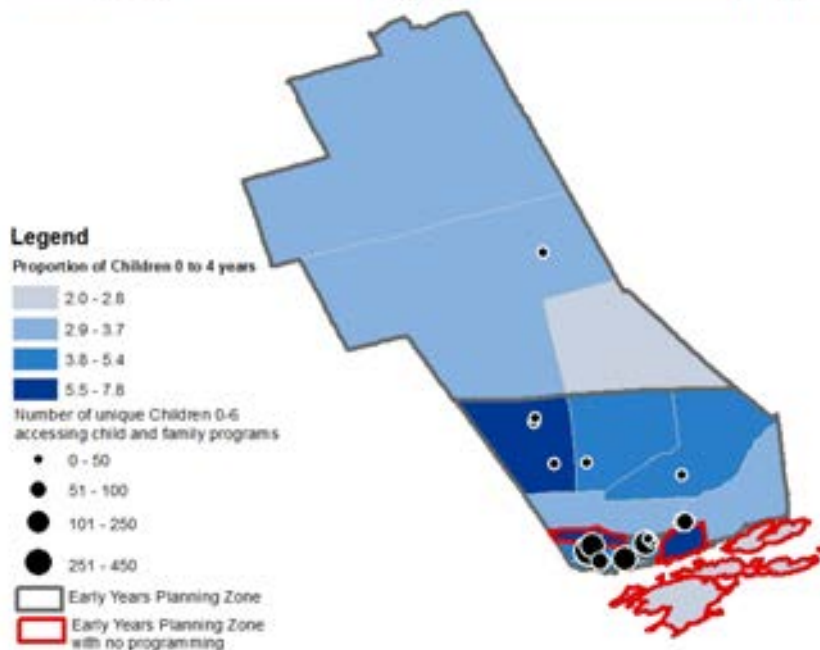 Legend
Proportion of Children 0 to 4 years
2.0 - 2.8
2.9 - 3.7
3.8 - 5.4
5.5 - 7.8
Number of unique Children 0-6
accessing child and family programs
0 - 50
51 - 100
101 - 250
251 - 450
Early Years Planning Zone
Early Years Planning Zone
with no programming